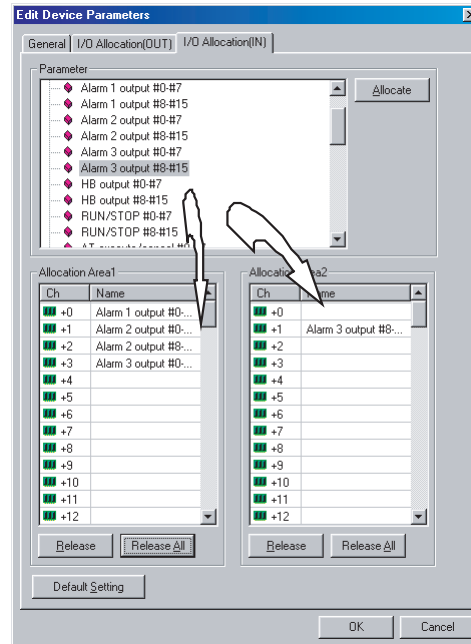 Edit Device Parameters
General I/O Allocation(OUT) I/O Allocation(IN)
Parameter
Alarm 1 output #0-#7
Alarm 1 output #8-#15
Alarm 2 output #0-#7
Alarm 2 output #8-#15
Alarm 3 output #0-#7
Alarm 3 output #8-#15
HB output #0-#7
HB output #8-#15
RUN/STOP #0-#7
RUN/STOP #8-#15
Allocate
Allocation Area1
Ch Name
+0 Alarm 1 output #0-...
+1 Alarm 2 output #0-...
+2 Alarm 2 output #8-...
+3 Alarm 3 output #0-...
+4
+5
+6
+7
+8
+9
+10
+11
+12
Release Release All
Allocation Area2
Ch Name
+0
+1 Alarm 3 output #8-...
+2
+3
+4
+5
+6
+7
+8
+9
+10
+11
+12
Release Release All
Default Setting
OK Cancel